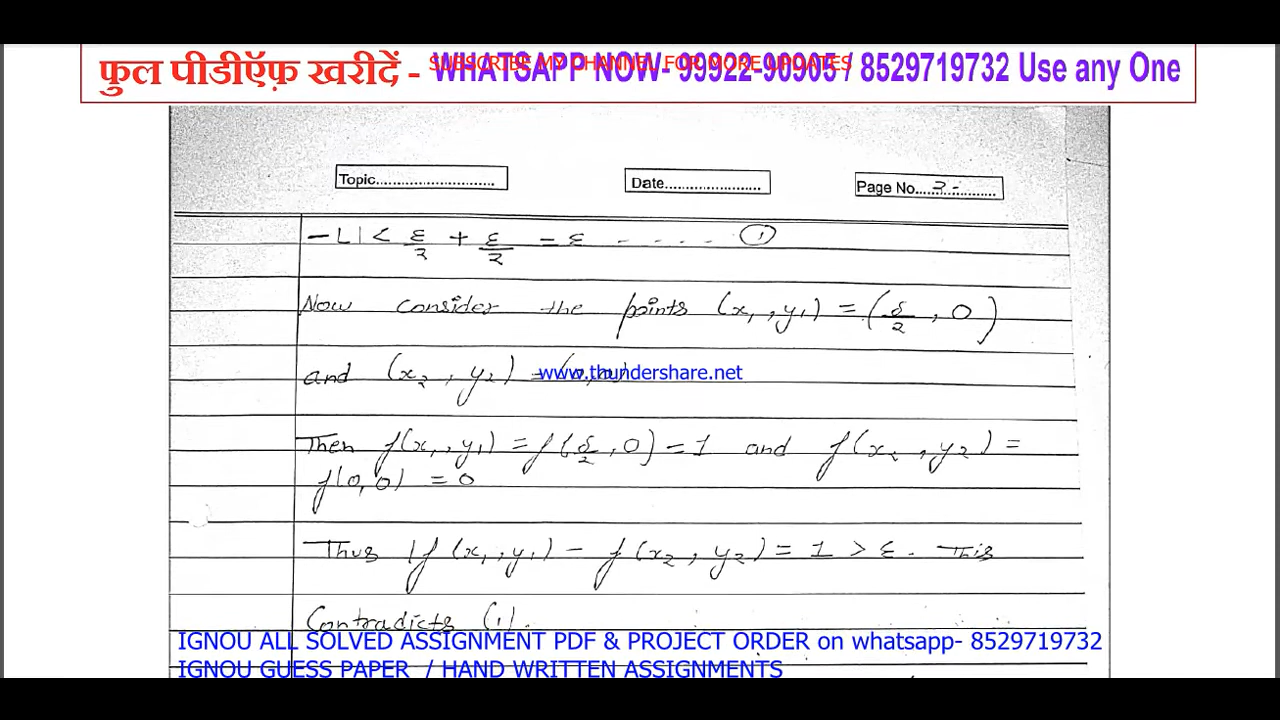 SUBSCRIBE MY CHANNEL FOR MORE UPDATES
फुल पीडीऍफ़ खरीदें - WHATSAPP NOW- 99922-90905 / 8529719732 Use any One
Topic.......................... Date....................... Page No....3-..............
- L| < ε/2 + ε/2 = ε - - - - - (1)
Now consider the points (x₁, y₁) = (δ/2, 0)
and (x₂, y₂) =
www.thundershare.net
Then f(x₁, y₁) = f(δ/2, 0) = 1 and f(x₂, y₂) =
f(0, 0) = 0
Thus |f(x₁, y₁) - f(x₂, y₂) = 1 > ε. This
Contradicts (1).
IGNOU ALL SOLVED ASSIGNMENT PDF & PROJECT ORDER on whatsapp- 8529719732
IGNOU GUESS PAPER / HAND WRITTEN ASSIGNMENTS